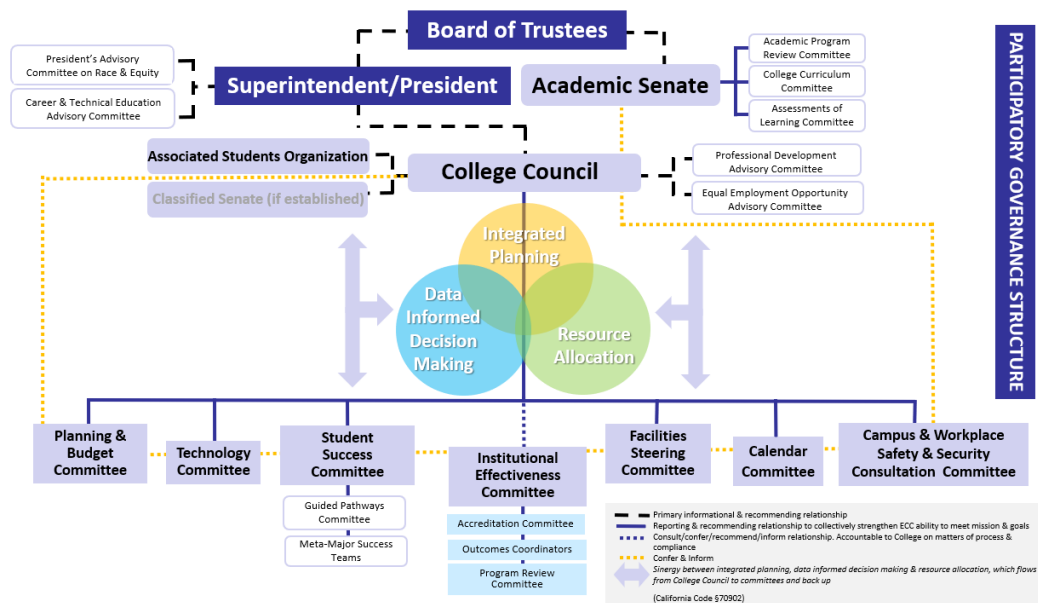 Board of Trustees
President's Advisory
Committee on Race & Equity
Career & Technical Education
Advisory Committee
Superintendent/President
Academic Senate
Academic Program
Review Committee
College Curriculum
Committee
Assessments of
Learning Committee
PARTICIPATORY GOVERNANCE STRUCTURE
Associated Students Organization
Classified Senate (if established)
College Council
Professional Development
Advisory Committee
Equal Employment Opportunity
Advisory Committee
Integrated
Planning
Data
Informed
Decision
Making
Resource
Allocation
Planning &
Budget
Committee
Technology
Committee
Student
Success
Committee
Guided Pathways
Committee
Meta-Major Success
Teams
Institutional
Effectiveness
Committee
Accreditation Committee
Outcomes Coordinators
Program Review
Committee
Facilities
Steering
Committee
Calendar
Committee
Campus & Workplace
Safety & Security
Consultation Committee
Primary informational & recommending relationship
Reporting & recommending relationship to collectively strengthen ECC ability to meet mission & goals
Consult/confer/recommend/inform relationship. Accountable to College on matters of process &
compliance
Confer & Inform
Sinergy between integrated planning, data informed decision making & resource allocation, which flows
from College Council to committees and back up
(California Code §70902)